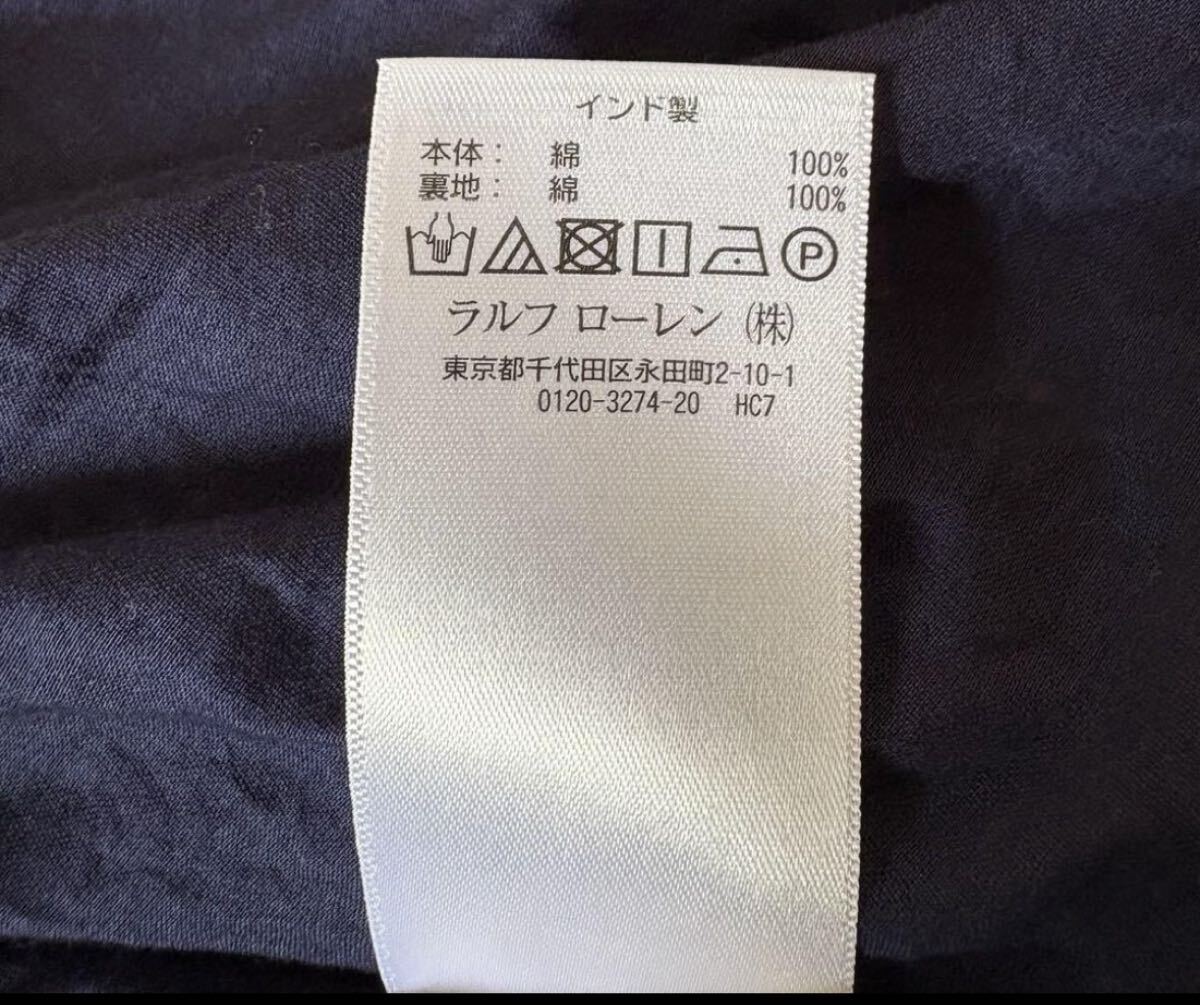 インド製
本体： 綿 100%
裏地： 綿 100%
P
ラルフ ローレン (株)
東京都千代田区永田町2-10-1
0120-3274-20 HC7